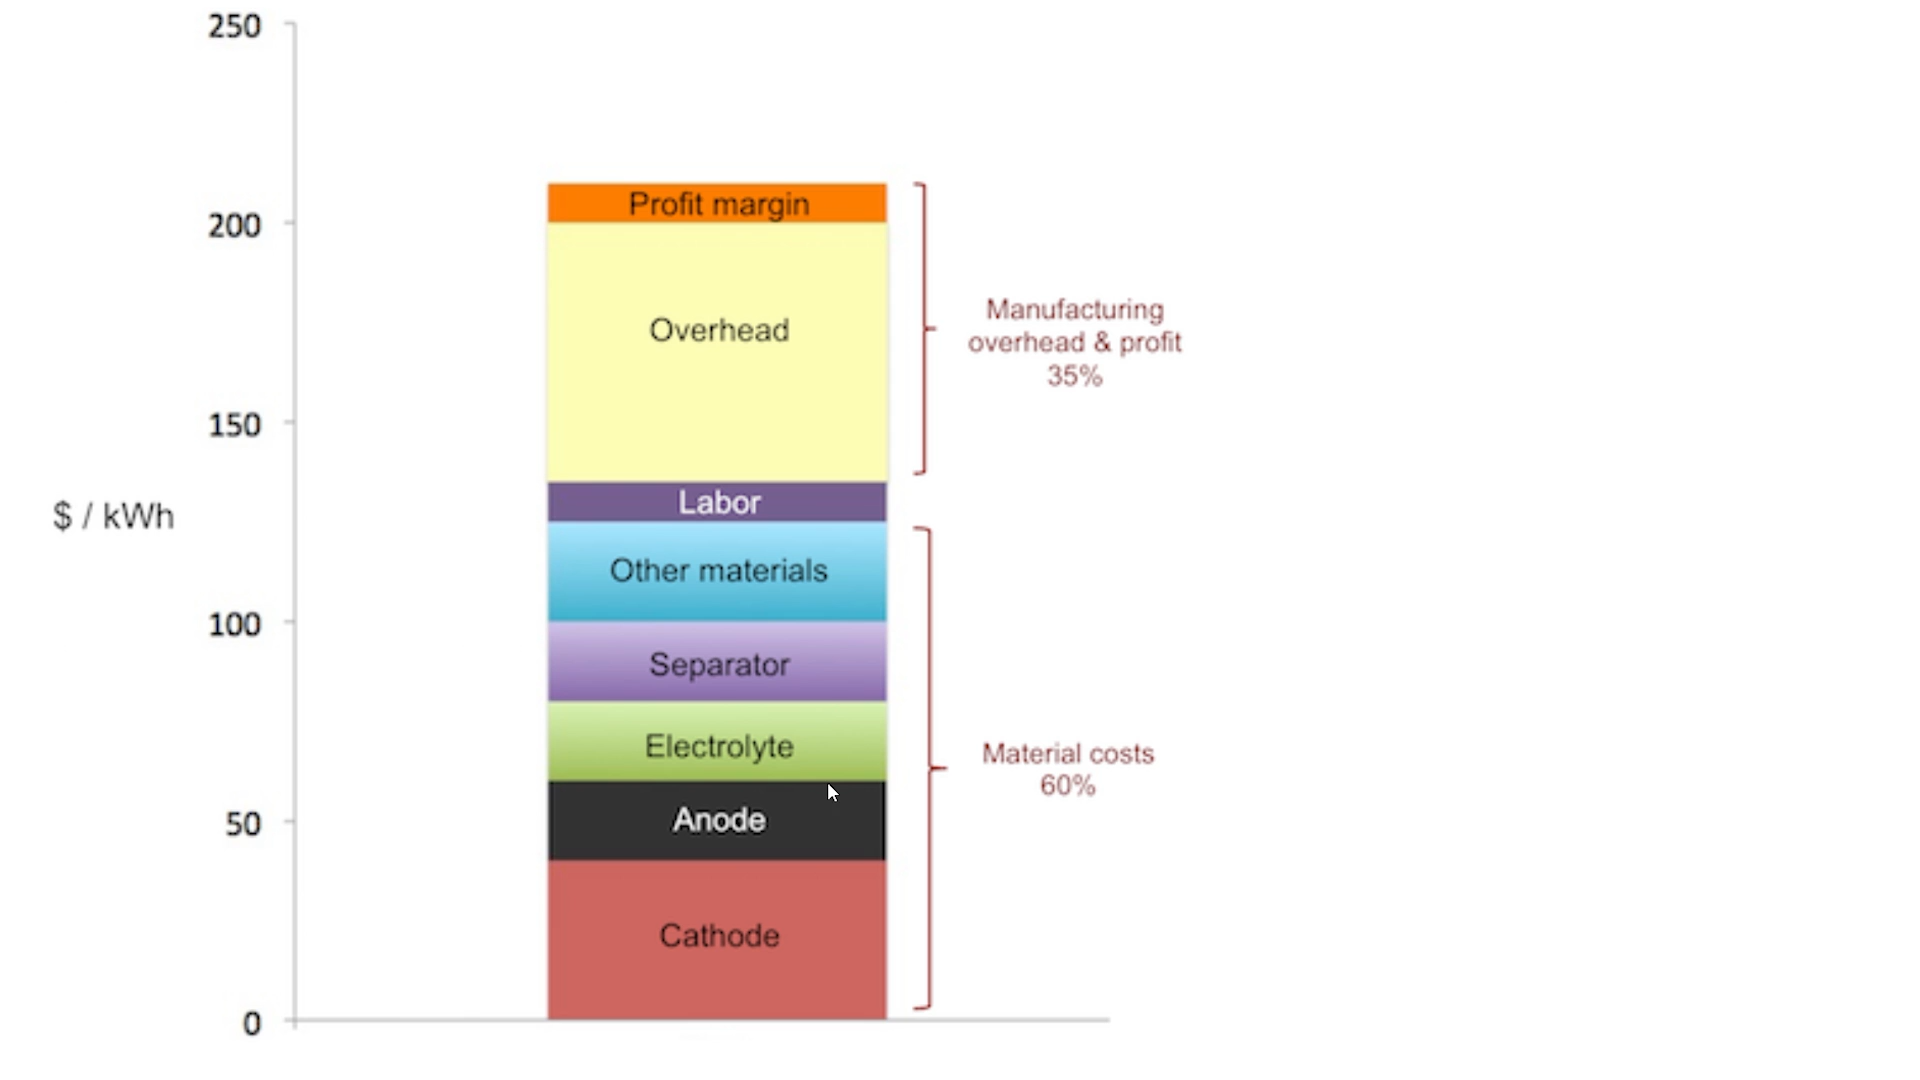 250
200
150
100
50
0
$ / kWh
Profit margin
Overhead
Labor
Other materials
Separator
Electrolyte
Anode
Cathode
Manufacturing
overhead & profit
35%
Material costs
60%